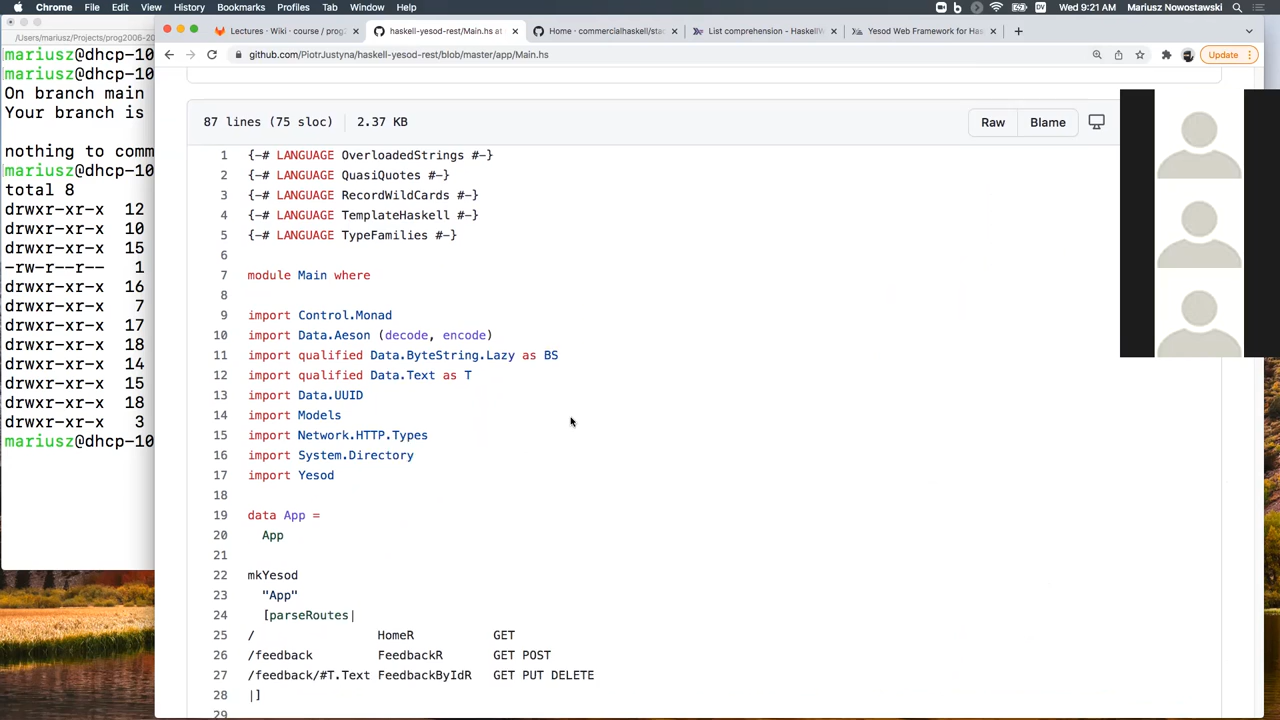 Chrome File Edit View History Bookmarks Profiles Tab Window Help
Wed 9:21 AM Mariusz Nowostawski
/Users/mariusz/Projects/prog2006-20
mariusz@dhcp-10
mariusz@dhcp-10
On branch main
Your branch is
nothing to comm
mariusz@dhcp-10
total 8
drwxr-xr-x 12
drwxr-xr-x 10
drwxr-xr-x 15
-rw-r--r-- 1
drwxr-xr-x 16
drwxr-xr-x 7
drwxr-xr-x 17
drwxr-xr-x 18
drwxr-xr-x 14
drwxr-xr-x 15
drwxr-xr-x 18
drwxr-xr-x 3
mariusz@dhcp-10
Lectures · Wiki · course / prog2
haskell-yesod-rest/Main.hs at
Home · commercialhaskell/stac
List comprehension - HaskellW
Yesod Web Framework for Has
github.com/PiotrJustyna/haskell-yesod-rest/blob/master/app/Main.hs
Update
87 lines (75 sloc) 2.37 KB
Raw Blame
1 {-# LANGUAGE OverloadedStrings #-}
2 {-# LANGUAGE QuasiQuotes #-}
3 {-# LANGUAGE RecordWildCards #-}
4 {-# LANGUAGE TemplateHaskell #-}
5 {-# LANGUAGE TypeFamilies #-}
6
7 module Main where
8
9 import Control.Monad
10 import Data.Aeson (decode, encode)
11 import qualified Data.ByteString.Lazy as BS
12 import qualified Data.Text as T
13 import Data.UUID
14 import Models
15 import Network.HTTP.Types
16 import System.Directory
17 import Yesod
18
19 data App =
20 App
21
22 mkYesod
23 "App"
24 [parseRoutes|
25 / HomeR GET
26 /feedback FeedbackR GET POST
27 /feedback/#T.Text FeedbackByIdR GET PUT DELETE
28 |]
29